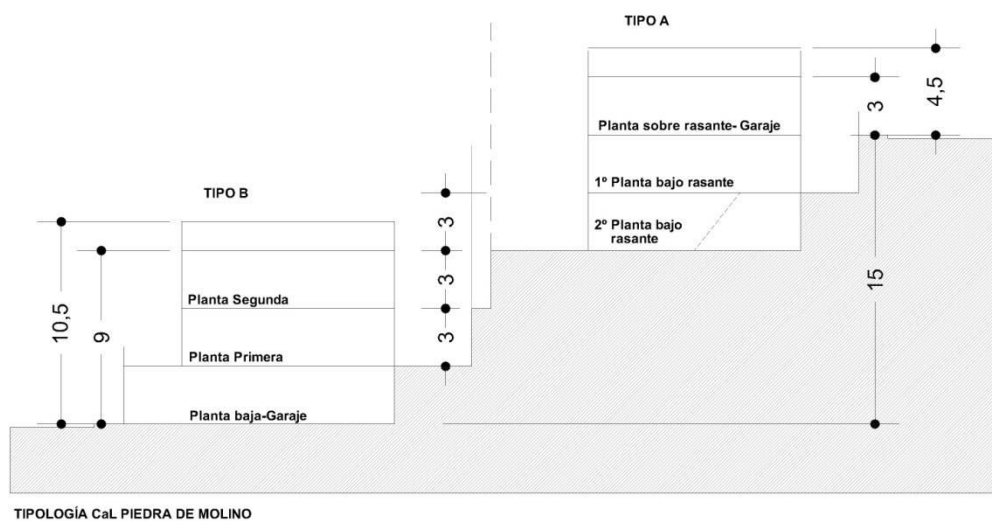 TIPO A
4,5
3
Planta sobre rasante- Garaje
1º Planta bajo rasante
2º Planta bajo
rasante
15
TIPO B
3
3
3
10,5
9
Planta Segunda
Planta Primera
Planta baja-Garaje
TIPOLOGÍA CaL PIEDRA DE MOLINO